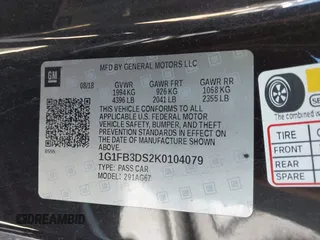 GM
MFD BY GENERAL MOTORS LLC
08/18 GVWR GAWR FRT GAWR RR
1994 KG 926 KG 1068 KG
4396 LB 2041 LB 2355 LB
THIS VEHICLE CONFORMS TO ALL
APPLICABLE U.S. FEDERAL MOTOR
VEHICLE SAFETY, BUMPER, AND THEFT
PREVENTION STANDARDS IN EFFECT ON
THE DATE OF MANUFACTURE SHOWN ABOVE.
1G1FB3DS2K0104079
TYPE: PASS CAR
MODEL: 291AG67
TIRE
FRONT
REAR
DREAMBID